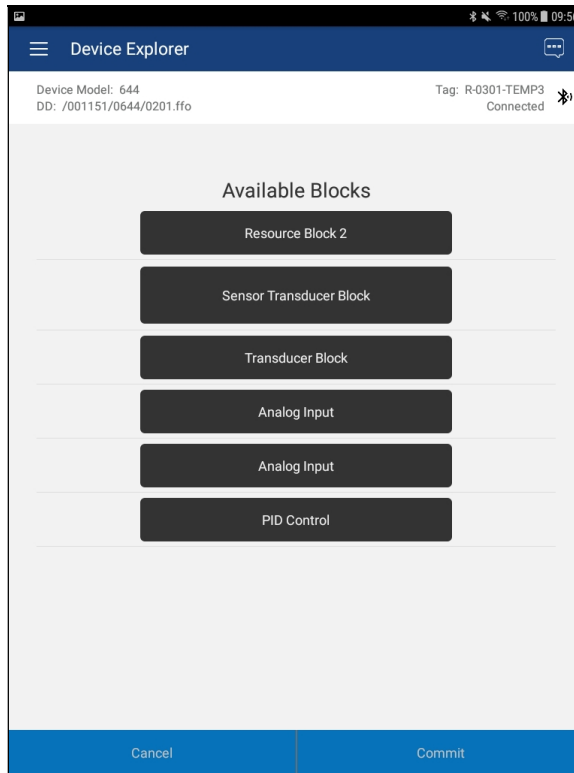 100% 09:50
Device Explorer
Device Model: 644
Tag: R-0301-TEMP3
DD: /001151/0644/0201.ffo
Connected
Available Blocks
Resource Block 2
Sensor Transducer Block
Transducer Block
Analog Input
Analog Input
PID Control
Cancel
Commit